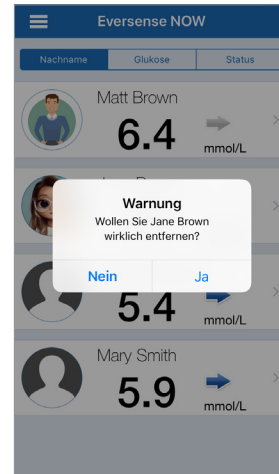 Eversense NOW
Nachname Glukose Status
Matt Brown
6.4
mmol/L
Warnung
Wollen Sie Jane Brown
wirklich entfernen?
Nein Ja
5.4
mmol/L
Mary Smith
5.9
mmol/L